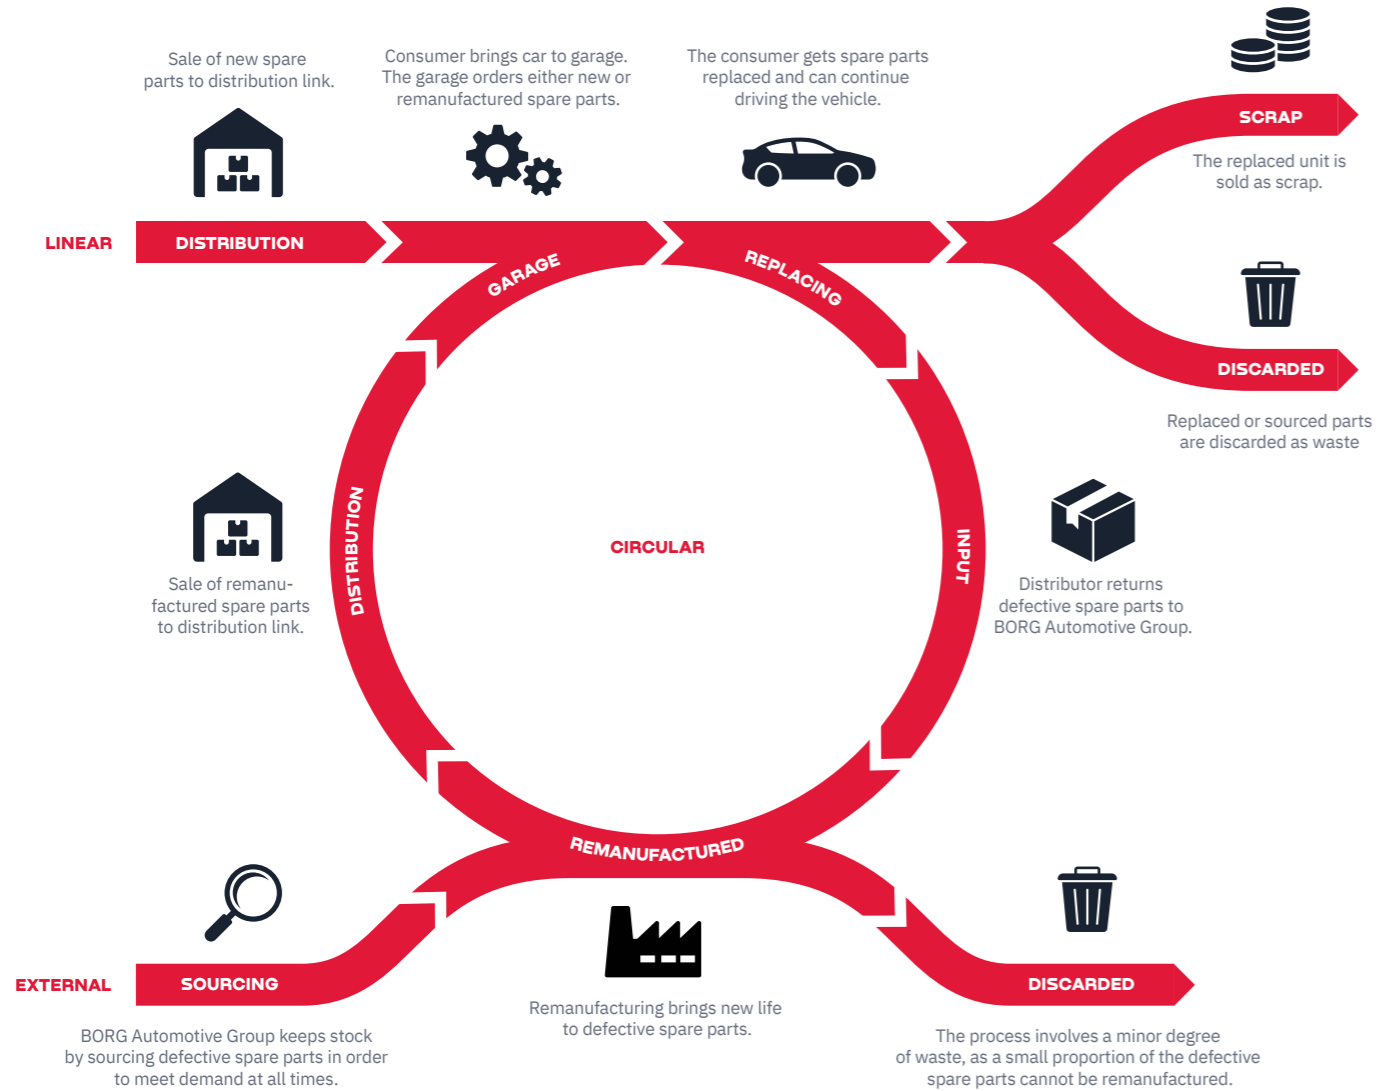 Sale of new spare
parts to distribution link.
Consumer brings car to garage.
The garage orders either new or
remanufactured spare parts.
The consumer gets spare parts
replaced and can continue
driving the vehicle.
SCRAP
The replaced unit is
sold as scrap.
LINEAR
DISTRIBUTION
GARAGE
REPLACING
DISCARDED
Replaced or sourced parts
are discarded as waste
DISTRIBUTION
CIRCULAR
INPUT
Sale of remanu-
factured spare parts
to distribution link.
Distributor returns
defective spare parts to
BORG Automotive Group.
REMANUFACTURED
EXTERNAL
SOURCING
BORG Automotive Group keeps stock
by sourcing defective spare parts in order
to meet demand at all times.
Remanufacturing brings new life
to defective spare parts.
DISCARDED
The process involves a minor degree
of waste, as a small proportion of the defective
spare parts cannot be remanufactured.